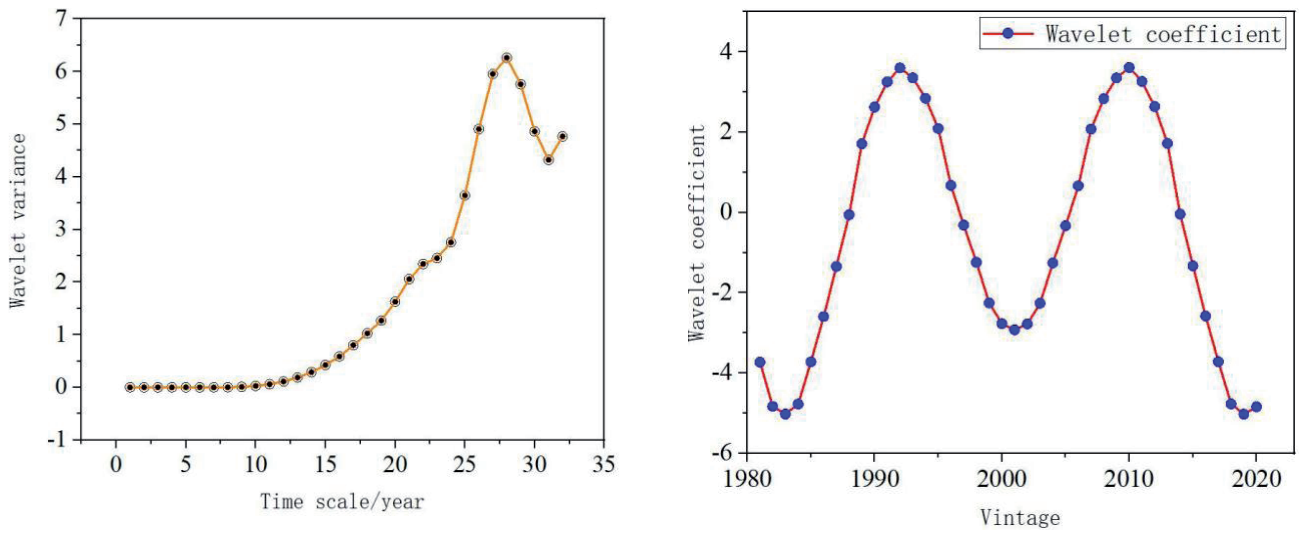 7
6
5
4
3
2
1
0
-1
0 5 10 15 20 25 30 35
Wavelet variance
Time scale/year
Wavelet coefficient
4
2
0
-2
-4
-6
1980 1990 2000 2010 2020
Wavelet coefficient
Vintage